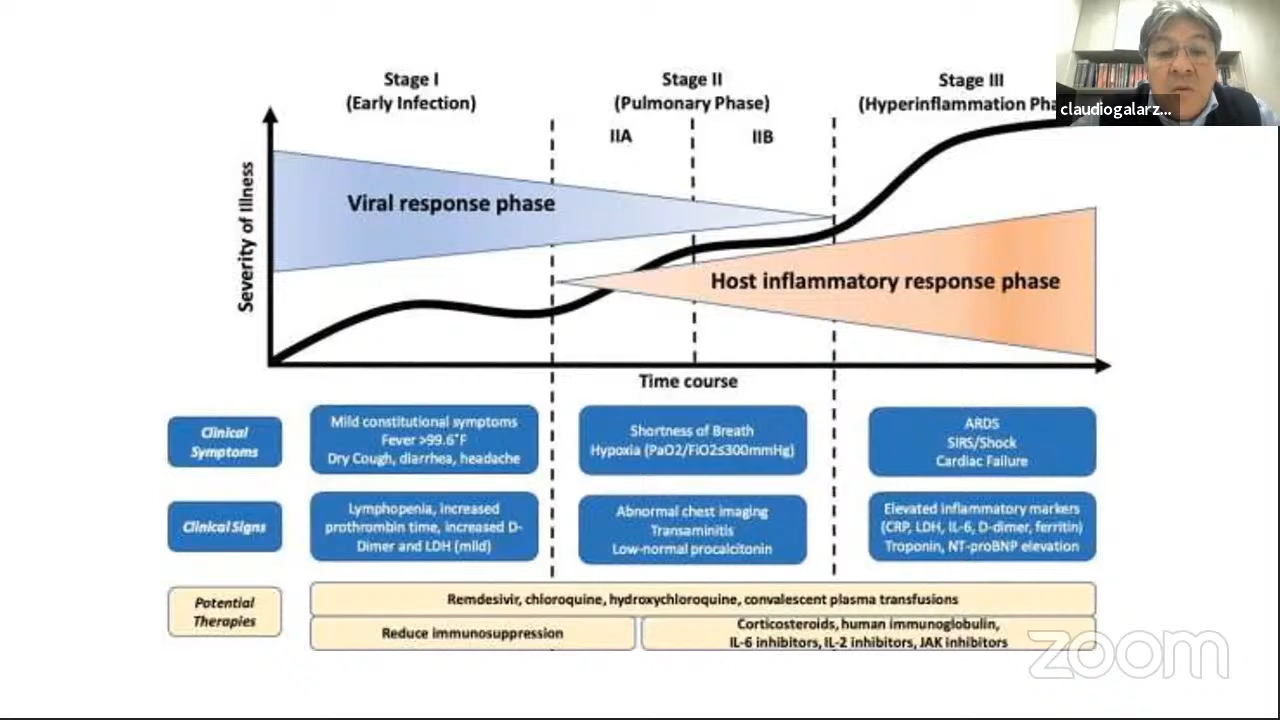 Stage I
(Early Infection)
Stage II
(Pulmonary Phase)
Stage III
(Hyperinflammation Pha
claudiogalarz...
IIA
IIB
Severity of Illness
Viral response phase
Host inflammatory response phase
Time course
Clinical
Symptoms
Mild constitutional symptoms
Fever >99.6°F
Dry Cough, diarrhea, headache
Shortness of Breath
Hypoxia (PaO2/FiO2≤300mmHg)
ARDS
SIRS/Shock
Cardiac Failure
Clinical Signs
Lymphopenia, increased
prothrombin time, increased D-
Dimer and LDH (mild)
Abnormal chest imaging
Transaminitis
Low-normal procalcitonin
Elevated inflammatory markers
(CRP, LDH, IL-6, D-dimer, ferritin)
Troponin, NT-proBNP elevation
Potential
Therapies
Remdesivir, chloroquine, hydroxychloroquine, convalescent plasma transfusions
Reduce immunosuppression
Corticosteroids, human immunoglobulin,
IL-6 inhibitors, IL-2 inhibitors, JAK inhibitors
zoom